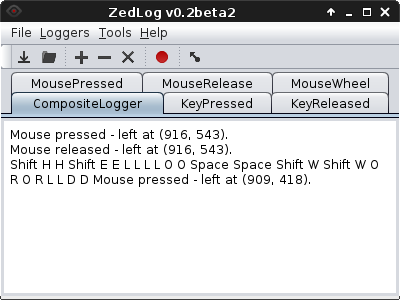 ZedLog v0.2beta2
File Loggers Tools Help
MousePressed MouseRelease MouseWheel
CompositeLogger KeyPressed KeyReleased
Mouse pressed - left at (916, 543).
Mouse released - left at (916, 543).
Shift H H Shift E E L L L L O O Space Space Shift W Shift W O
R O R L L D D Mouse pressed - left at (909, 418).